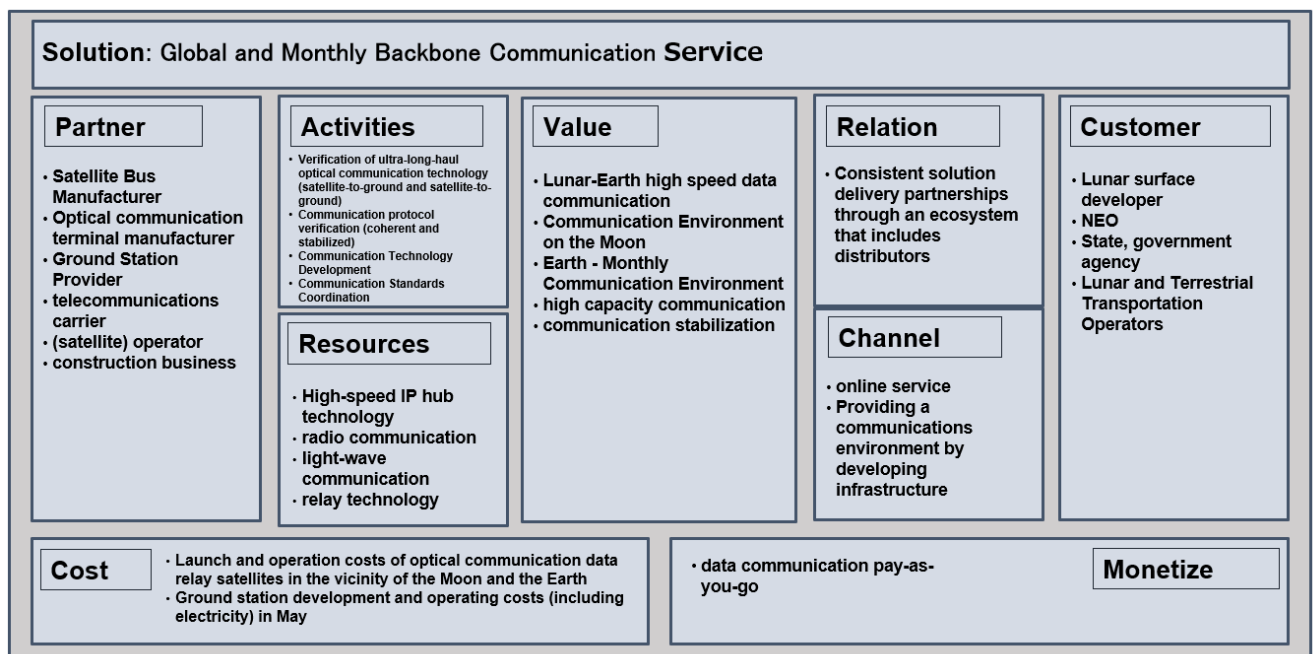 Solution: Global and Monthly Backbone Communication Service
Partner
• Satellite Bus
Manufacturer
• Optical communication
terminal manufacturer
• Ground Station
Provider
• telecommunications
carrier
• (satellite) operator
• construction business
Activities
• Verification of ultra-long-haul
optical communication technology
(satellite-to-ground and satellite-to-
ground)
• Communication protocol
verification (coherent and
stabilized)
• Communication Technology
Development
• Communication Standards
Coordination
Resources
• High-speed IP hub
technology
• radio communication
• light-wave
communication
• relay technology
Value
• Lunar-Earth high speed data
communication
• Communication Environment
on the Moon
• Earth - Monthly
Communication Environment
• high capacity communication
• communication stabilization
Relation
• Consistent solution
delivery partnerships
through an ecosystem
that includes
distributors
Channel
• online service
• Providing a
communications
environment by
developing
infrastructure
Customer
• Lunar surface
developer
• NEO
• State, government
agency
• Lunar and Terrestrial
Transportation
Operators
Cost
• Launch and operation costs of optical communication data
relay satellites in the vicinity of the Moon and the Earth
• Ground station development and operating costs (including
electricity) in May
• data communication pay-as-
you-go
Monetize